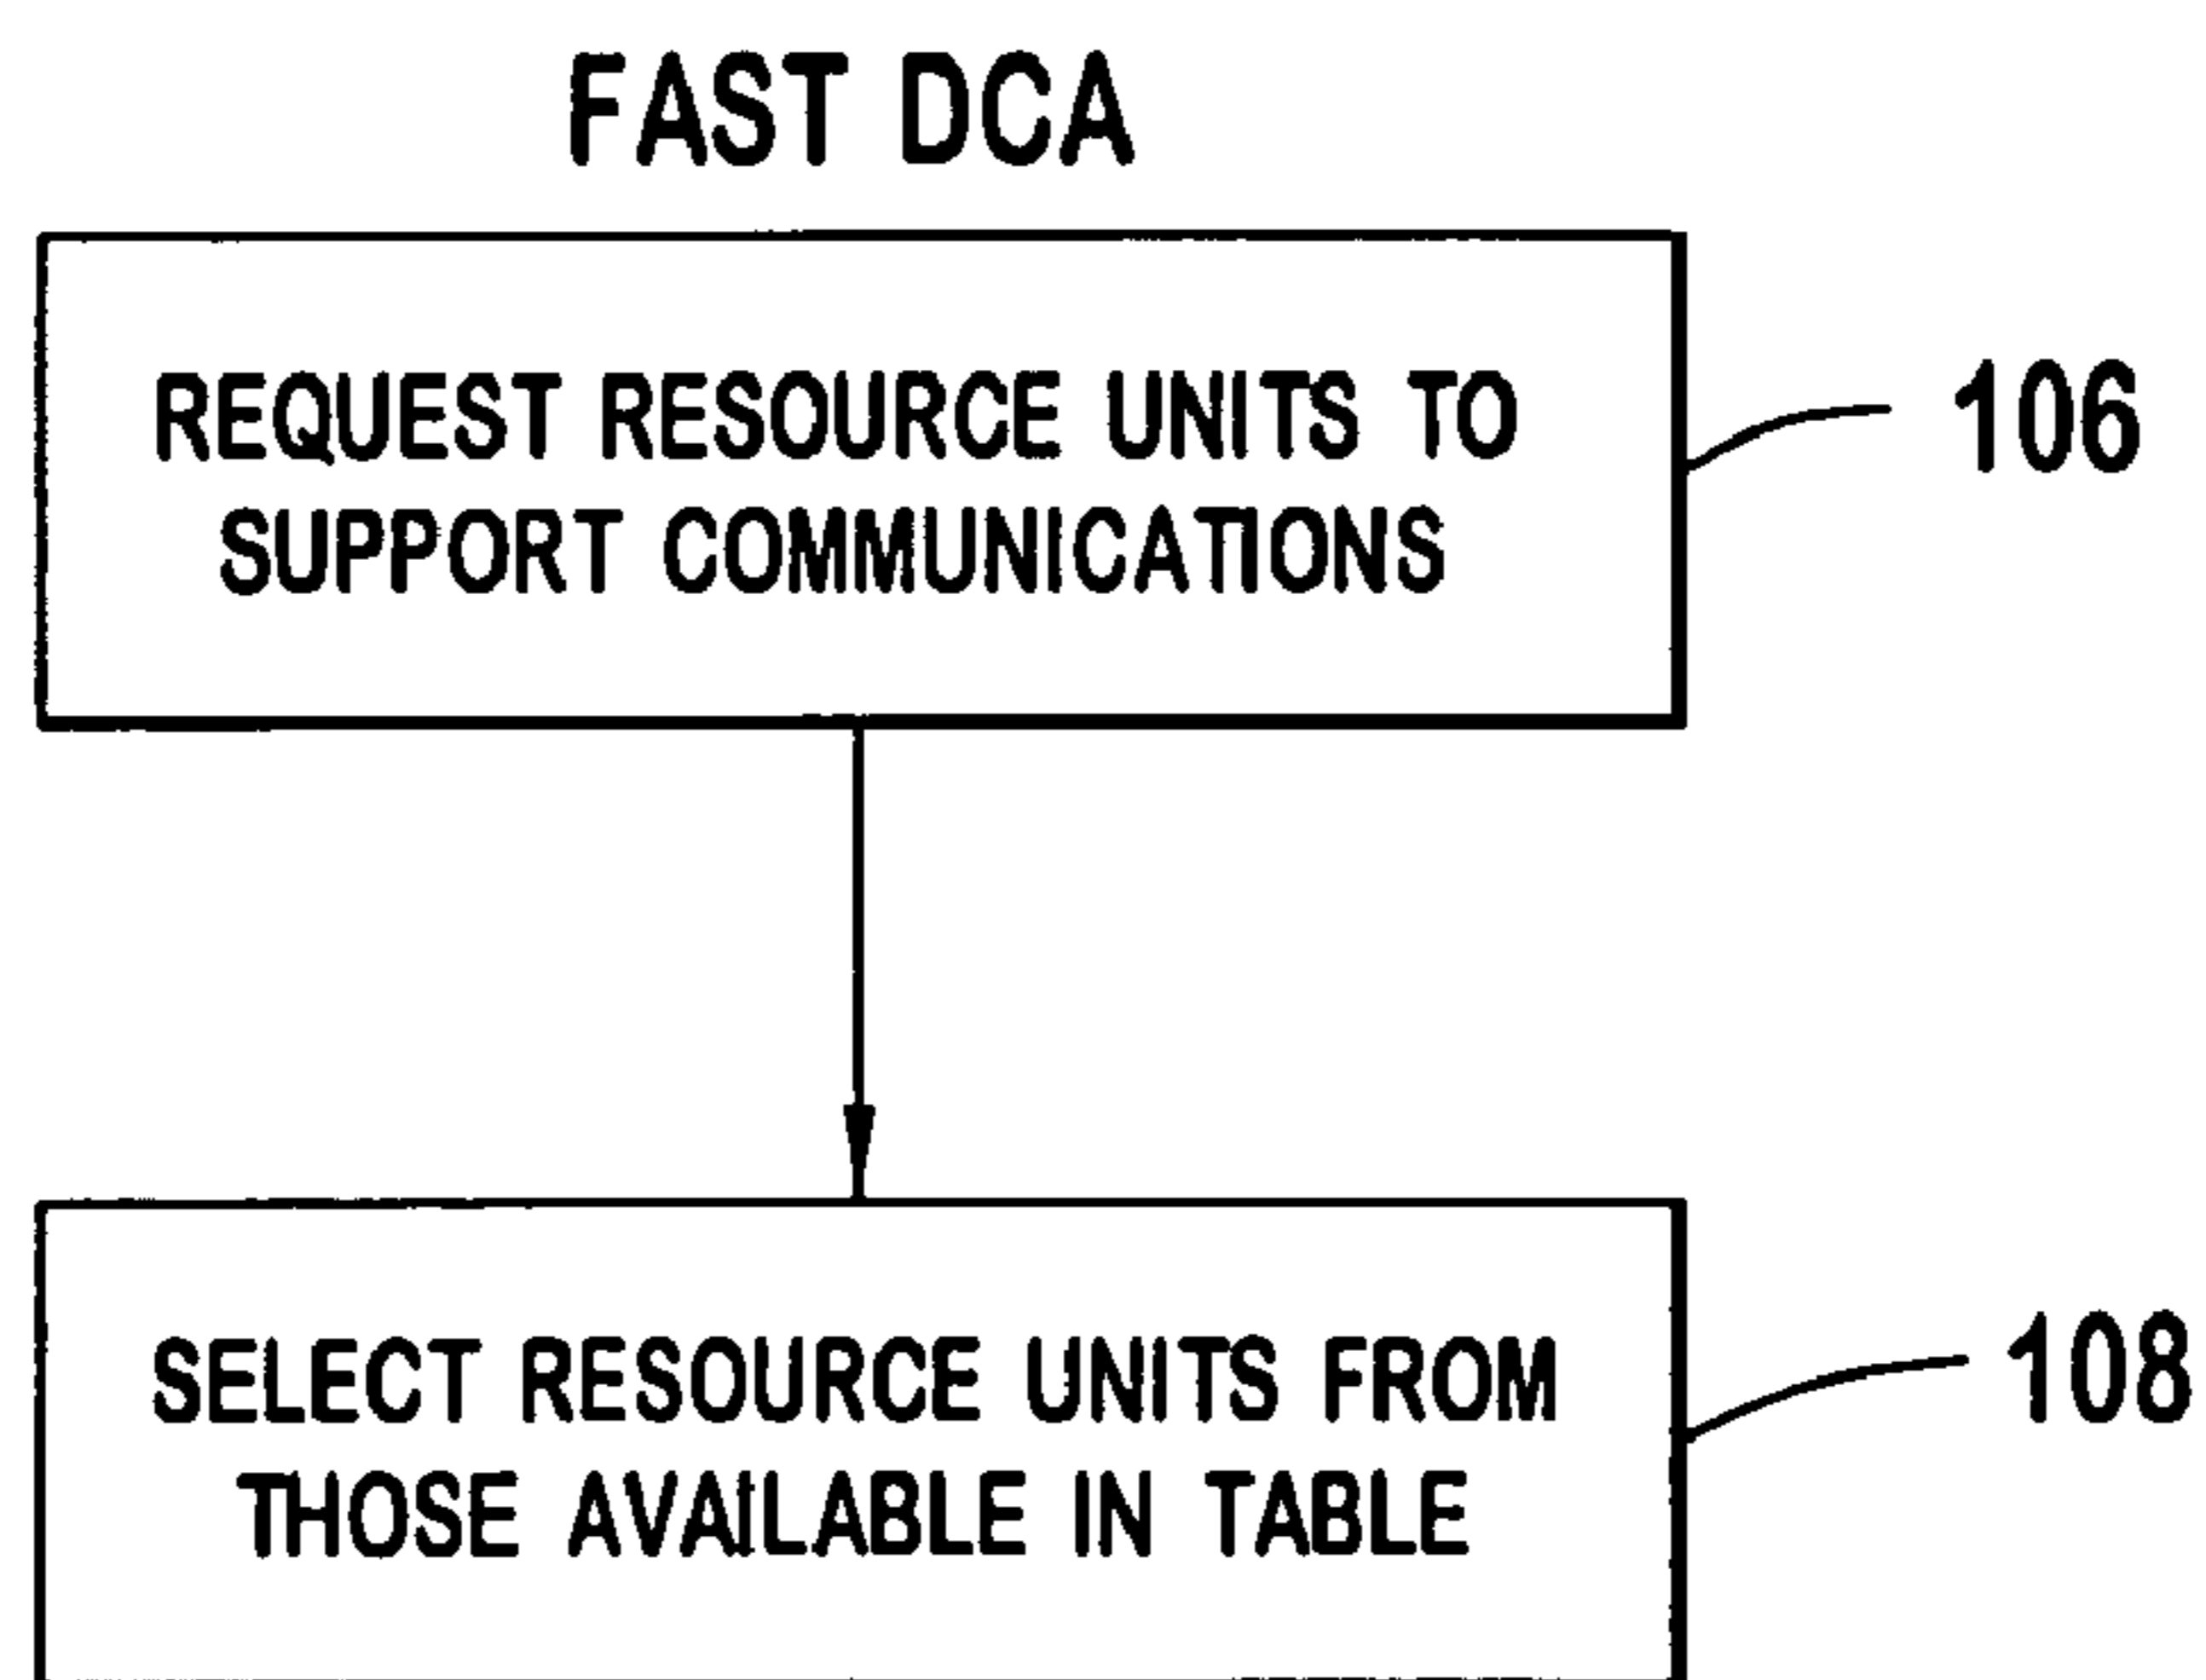 FAST DCA
REQUEST RESOURCE UNITS TO
SUPPORT COMMUNICATIONS
106
SELECT RESOURCE UNITS FROM
THOSE AVAILABLE IN TABLE
108